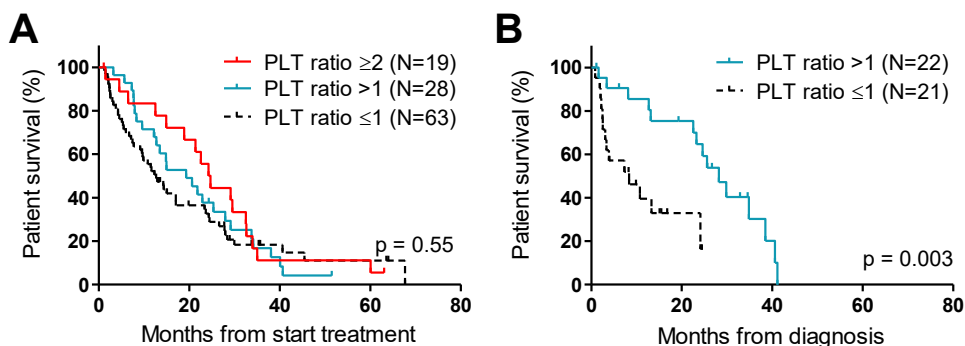 A
PLT ratio ≥2 (N=19)
PLT ratio >1 (N=28)
PLT ratio ≤1 (N=63)
Patient survival (%)
100
80
60
40
20
0
p = 0.55
0 20 40 60 80
Months from start treatment
B
PLT ratio >1 (N=22)
PLT ratio ≤1 (N=21)
Patient survival (%)
100
80
60
40
20
0
p = 0.003
0 20 40 60 80
Months from diagnosis